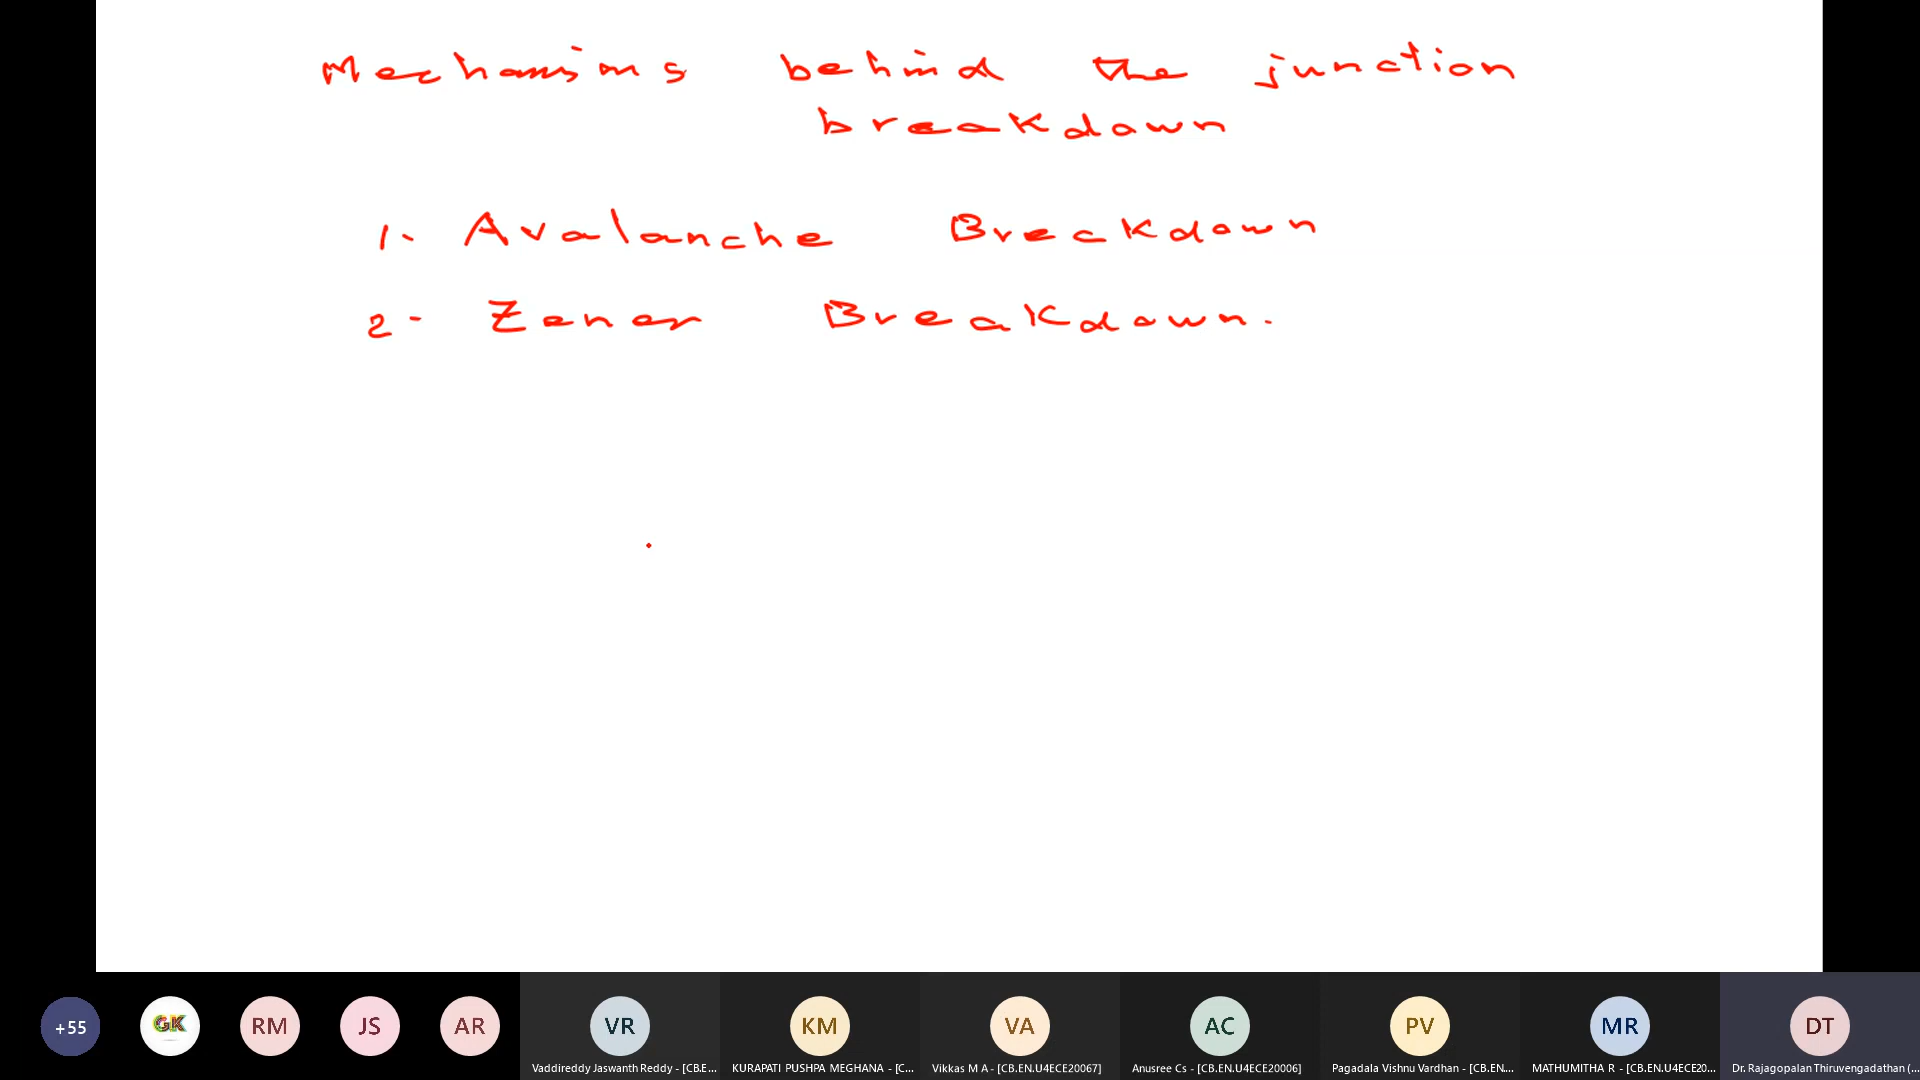 Mechanisms behind the junction
breakdown
1. Avalanche Breakdown
2. Zener Breakdown.
+55 GK RM JS AR VR KM VA AC PV MR DT
Vaddireddy Jaswanth Reddy - [CB.E... KURAPATI PUSHPA MEGHANA - [C... Vikkas M A - [CB.EN.U4ECE20067] Anusree Cs - [CB.EN.U4ECE20006] Pagadala Vishnu Vardhan - [CB.EN.... MATHUMITHA R - [CB.EN.U4ECE20... Dr. Rajagopalan Thiruvengadathan (...